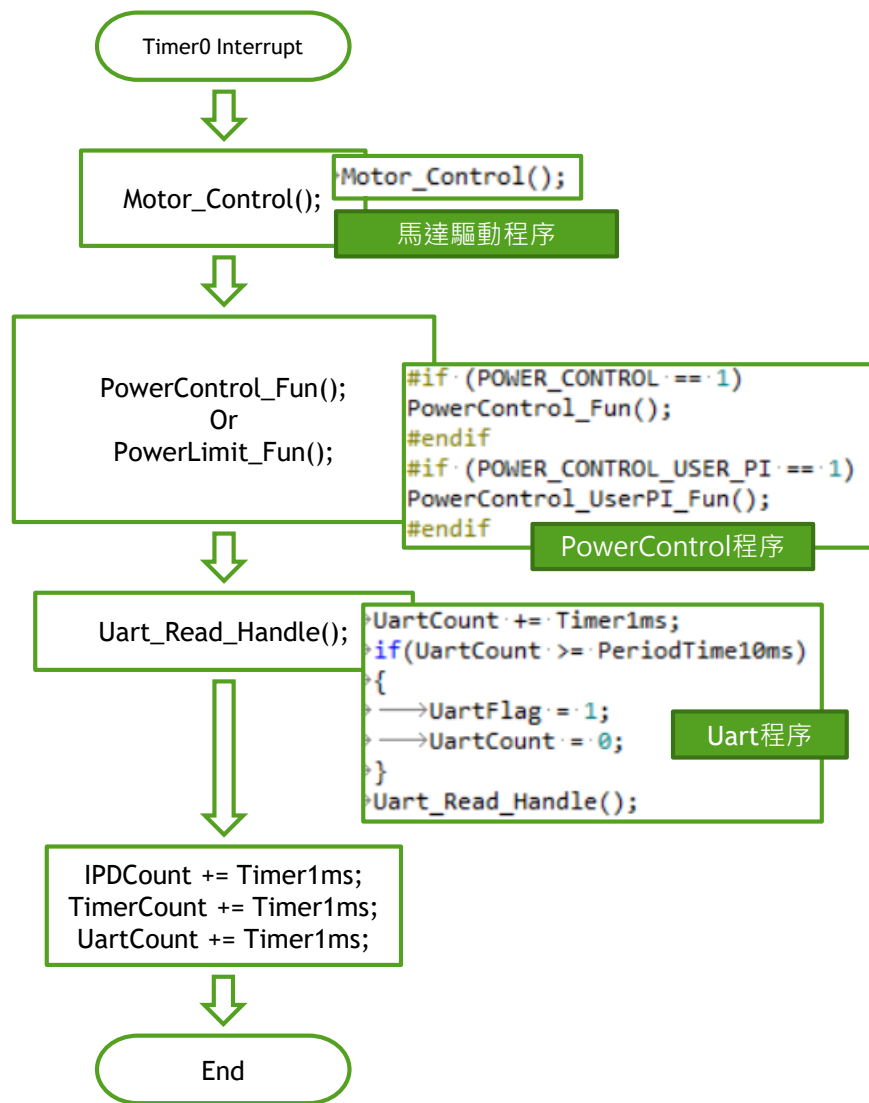 Timer0 Interrupt
Motor_Control();
Motor_Control();
馬達驅動程序
PowerControl_Fun();
Or
PowerLimit_Fun();
#if (POWER_CONTROL == 1)
PowerControl_Fun();
#endif
#if (POWER_CONTROL_USER_PI == 1)
PowerControl_UserPI_Fun();
#endif
PowerControl程序
Uart_Read_Handle();
UartCount += Timer1ms;
if(UartCount >= PeriodTime10ms)
{
UartFlag = 1;
UartCount = 0;
}
Uart_Read_Handle();
Uart程序
IPDCount += Timer1ms;
TimerCount += Timer1ms;
UartCount += Timer1ms;
End